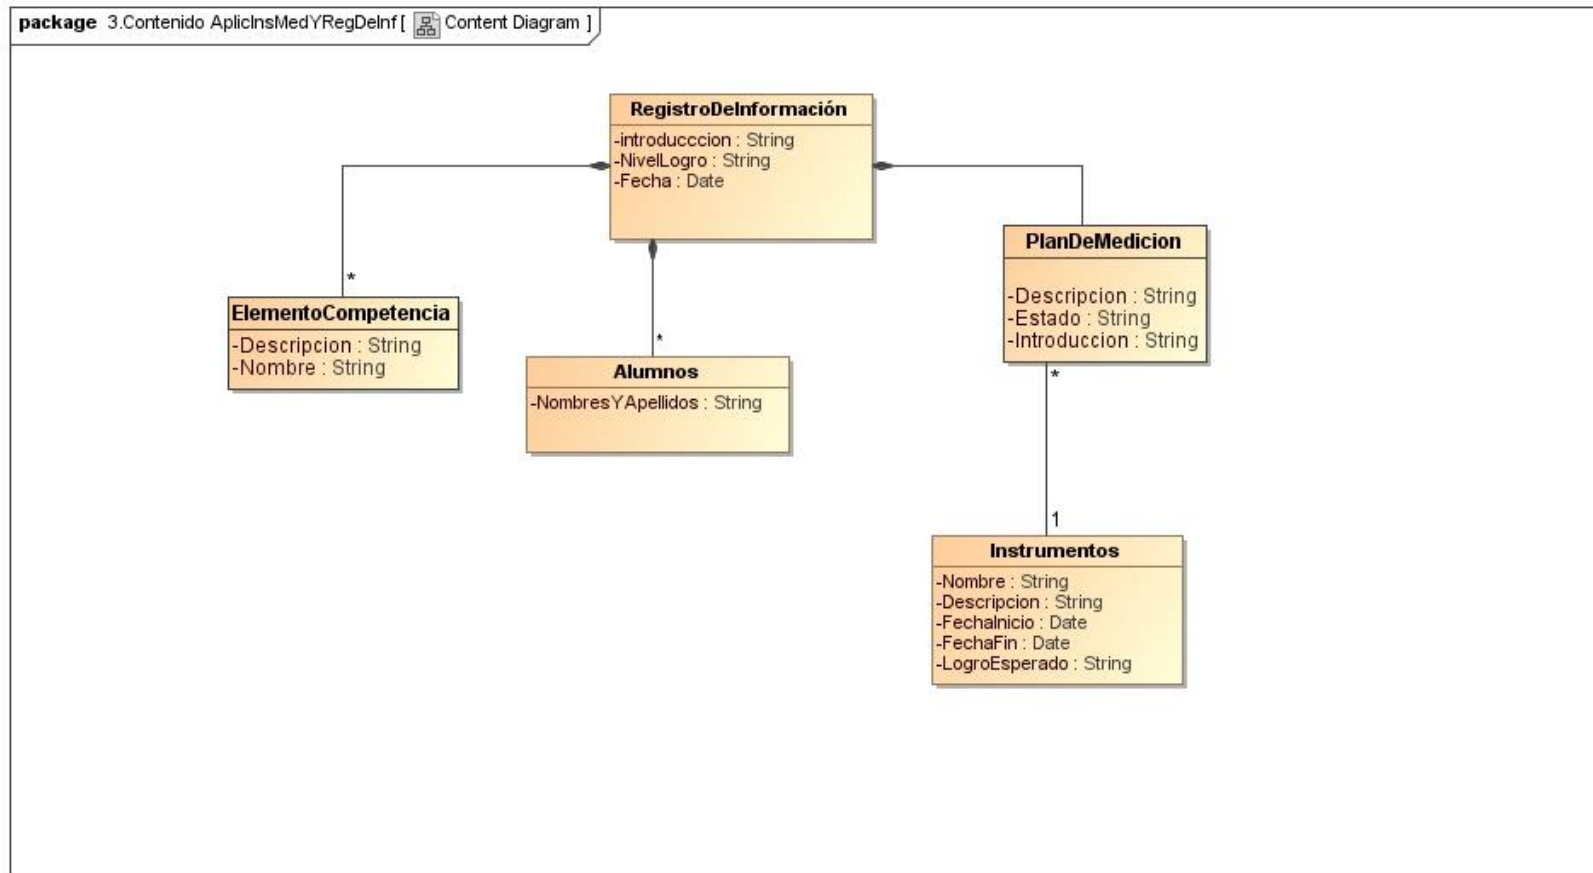 package 3.Contenido AplicInsMedYRegDeInf [ Content Diagram ]
RegistroDeInformación
-introducccion : String
-NivelLogro : String
-Fecha : Date
PlanDeMedicion
-Descripcion : String
-Estado : String
-Introduccion : String
*
ElementoCompetencia
-Descripcion : String
-Nombre : String
*
Alumnos
-NombresYApellidos : String
*
1
Instrumentos
-Nombre : String
-Descripcion : String
-FechaInicio : Date
-FechaFin : Date
-LogroEsperado : String